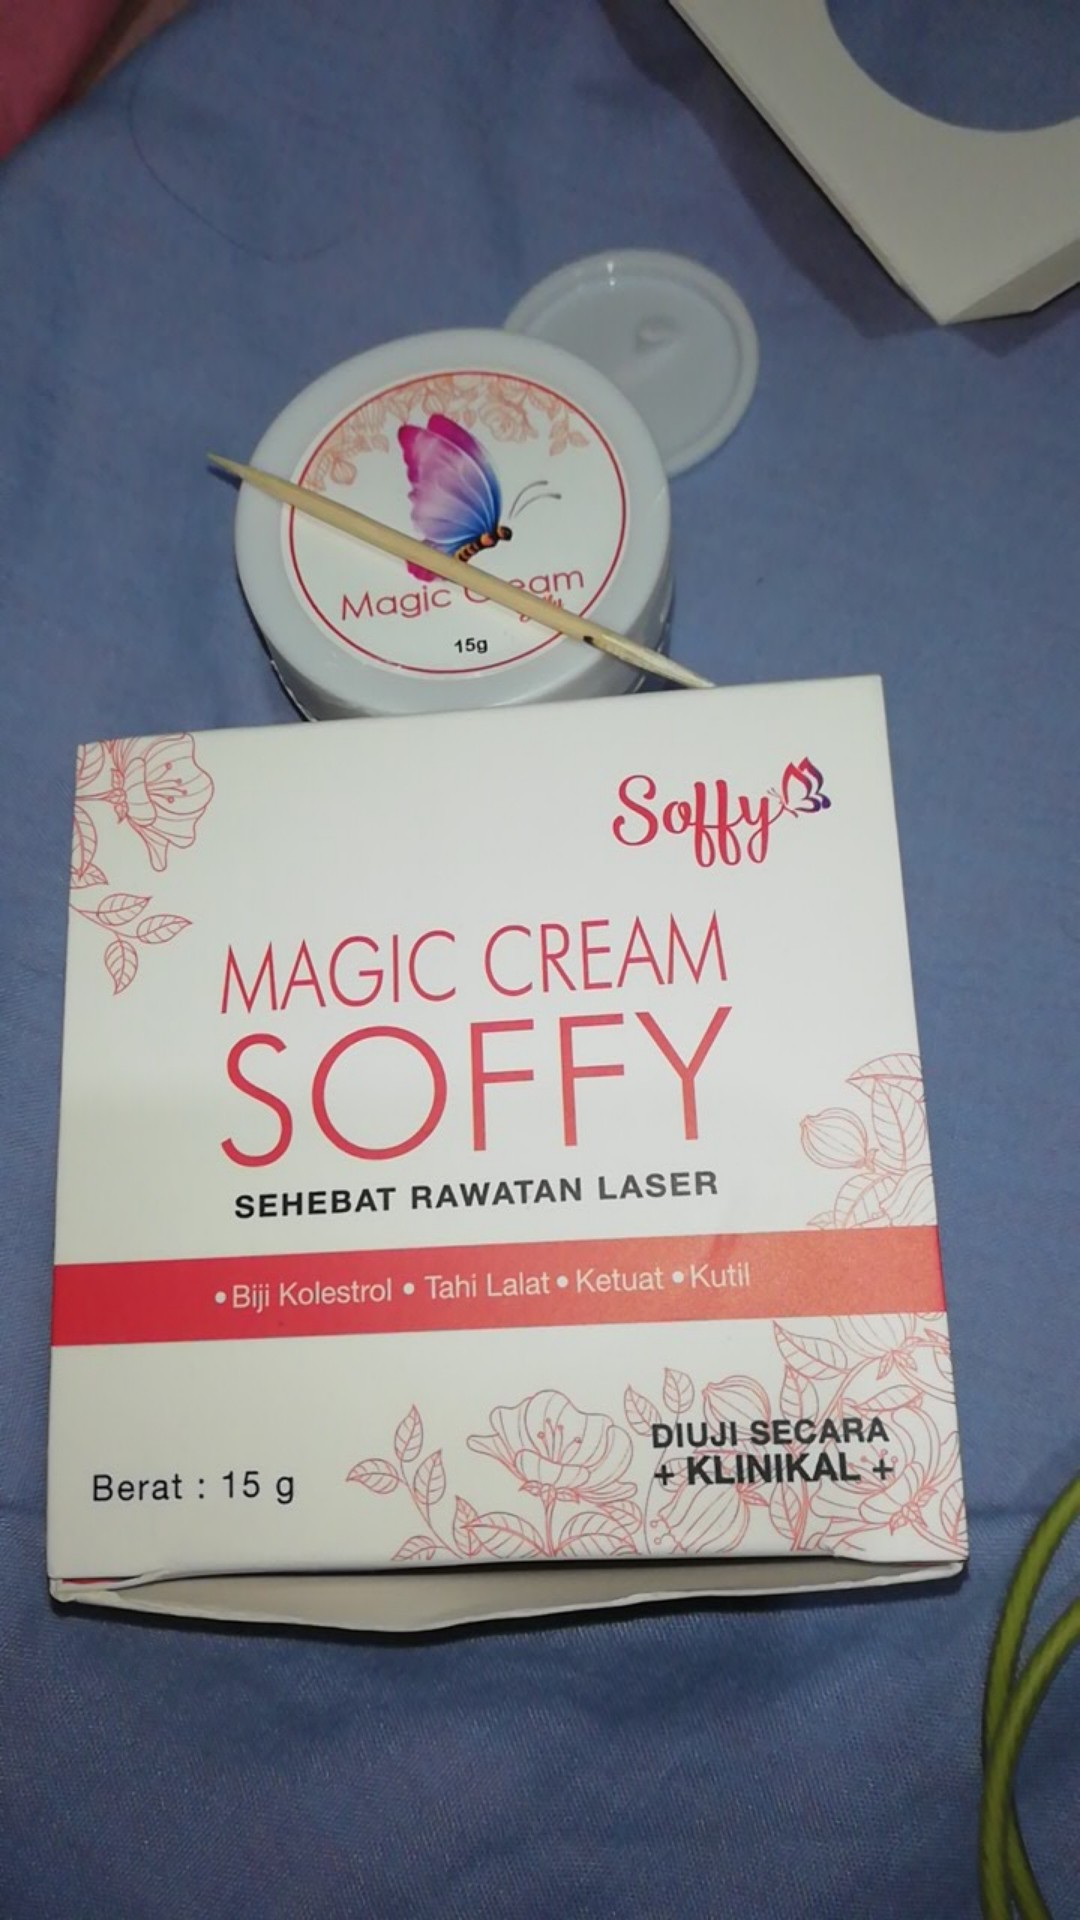 Magic
15g
Soffy
MAGIC CREAM
SOFFY
SEHEBAT RAWATAN LASER
• Biji Kolestrol • Tahi Lalat • Ketuat • Kutil
Berat : 15 g
DIUJI SECARA
+ KLINIKAL +